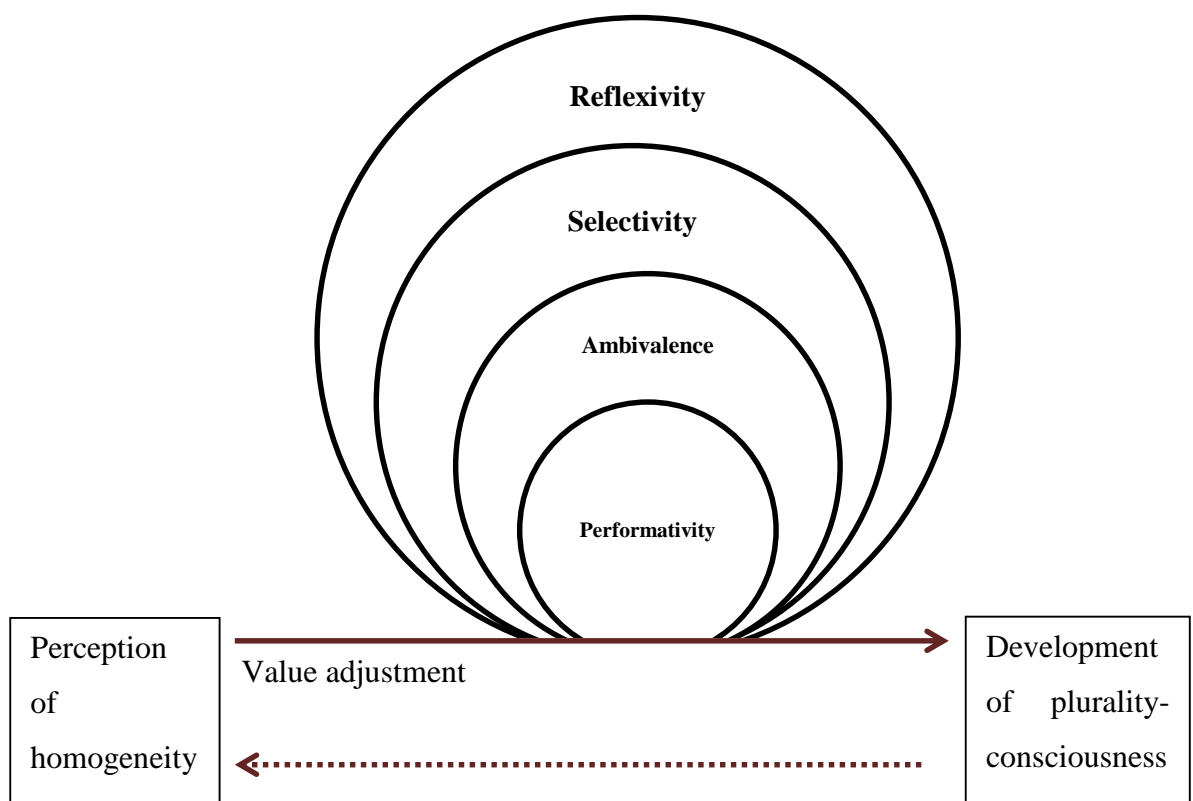 Reflexivity
Selectivity
Ambivalence
Performativity
Perception
of
homogeneity
Value adjustment
Development
of plurality-
consciousness